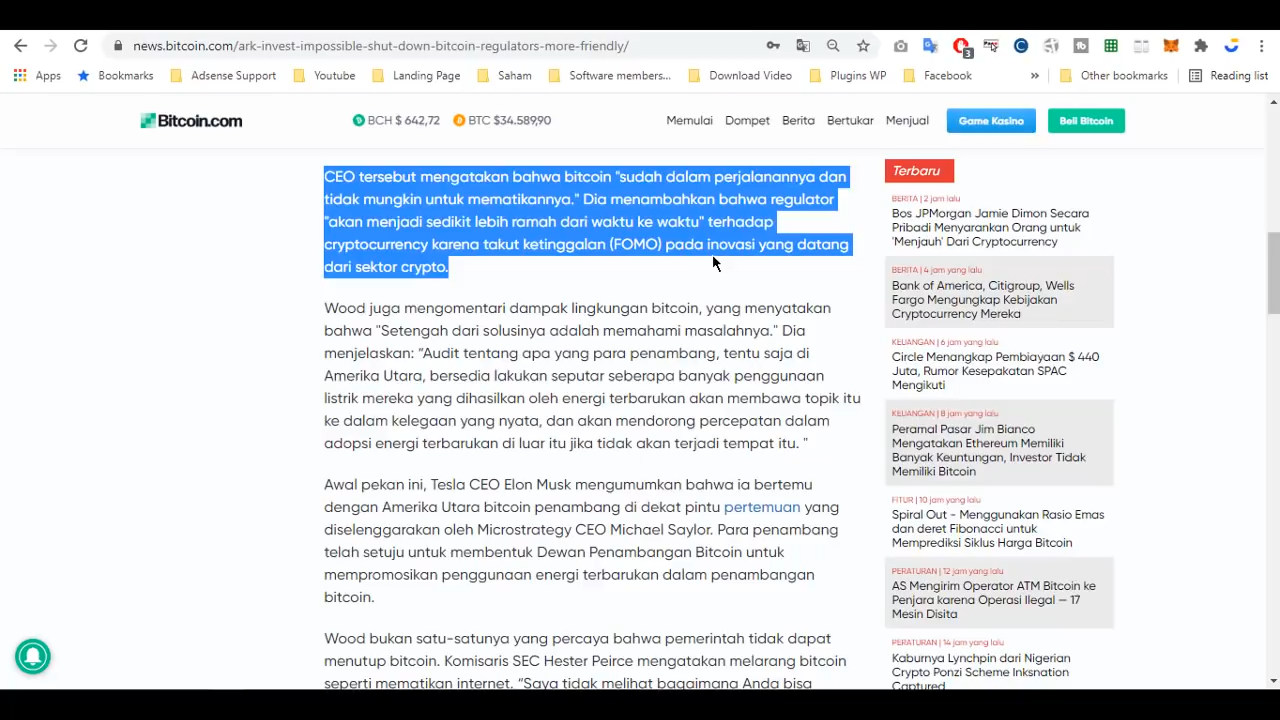 news.bitcoin.com/ark-invest-impossible-shut-down-bitcoin-regulators-more-friendly/
3
Apps Bookmarks Adsense Support Youtube Landing Page Saham Software members... Download Video Plugins WP Facebook » Other bookmarks Reading list
Bitcoin.com BCH $ 642,72 BTC $34.589,90 Memulai Dompet Berita Bertukar Menjual Game Kasino Beli Bitcoin
CEO tersebut mengatakan bahwa bitcoin "sudah dalam perjalanannya dan
tidak mungkin untuk mematikannya." Dia menambahkan bahwa regulator
"akan menjadi sedikit lebih ramah dari waktu ke waktu" terhadap
cryptocurrency karena takut ketinggalan (FOMO) pada inovasi yang datang
dari sektor crypto.
Wood juga mengomentari dampak lingkungan bitcoin, yang menyatakan
bahwa "Setengah dari solusinya adalah memahami masalahnya." Dia
menjelaskan: “Audit tentang apa yang para penambang, tentu saja di
Amerika Utara, bersedia lakukan seputar seberapa banyak penggunaan
listrik mereka yang dihasilkan oleh energi terbarukan akan membawa topik itu
ke dalam kelegaan yang nyata, dan akan mendorong percepatan dalam
adopsi energi terbarukan di luar itu jika tidak akan terjadi tempat itu. "
Awal pekan ini, Tesla CEO Elon Musk mengumumkan bahwa ia bertemu
dengan Amerika Utara bitcoin penambang di dekat pintu pertemuan yang
diselenggarakan oleh Microstrategy CEO Michael Saylor. Para penambang
telah setuju untuk membentuk Dewan Penambangan Bitcoin untuk
mempromosikan penggunaan energi terbarukan dalam penambangan
bitcoin.
Wood bukan satu-satunya yang percaya bahwa pemerintah tidak dapat
menutup bitcoin. Komisaris SEC Hester Peirce mengatakan melarang bitcoin
seperti mematikan internet. “Saya tidak melihat bagaimana Anda bisa
Terbaru
BERITA | 2 jam lalu
Bos JPMorgan Jamie Dimon Secara
Pribadi Menyarankan Orang untuk
'Menjauh' Dari Cryptocurrency
BERITA | 4 jam yang lalu
Bank of America, Citigroup, Wells
Fargo Mengungkap Kebijakan
Cryptocurrency Mereka
KEUANGAN | 6 jam yang lalu
Circle Menangkap Pembiayaan $ 440
Juta, Rumor Kesepakatan SPAC
Mengikuti
KEUANGAN | 8 jam yang lalu
Peramal Pasar Jim Bianco
Mengatakan Ethereum Memiliki
Banyak Keuntungan, Investor Tidak
Memiliki Bitcoin
FITUR | 10 jam yang lalu
Spiral Out - Menggunakan Rasio Emas
dan deret Fibonacci untuk
Memprediksi Siklus Harga Bitcoin
PERATURAN | 12 jam yang lalu
AS Mengirim Operator ATM Bitcoin ke
Penjara karena Operasi Ilegal — 17
Mesin Disita
PERATURAN | 14 jam yang lalu
Kaburnya Lynchpin dari Nigerian
Crypto Ponzi Scheme Inksnation
Captured